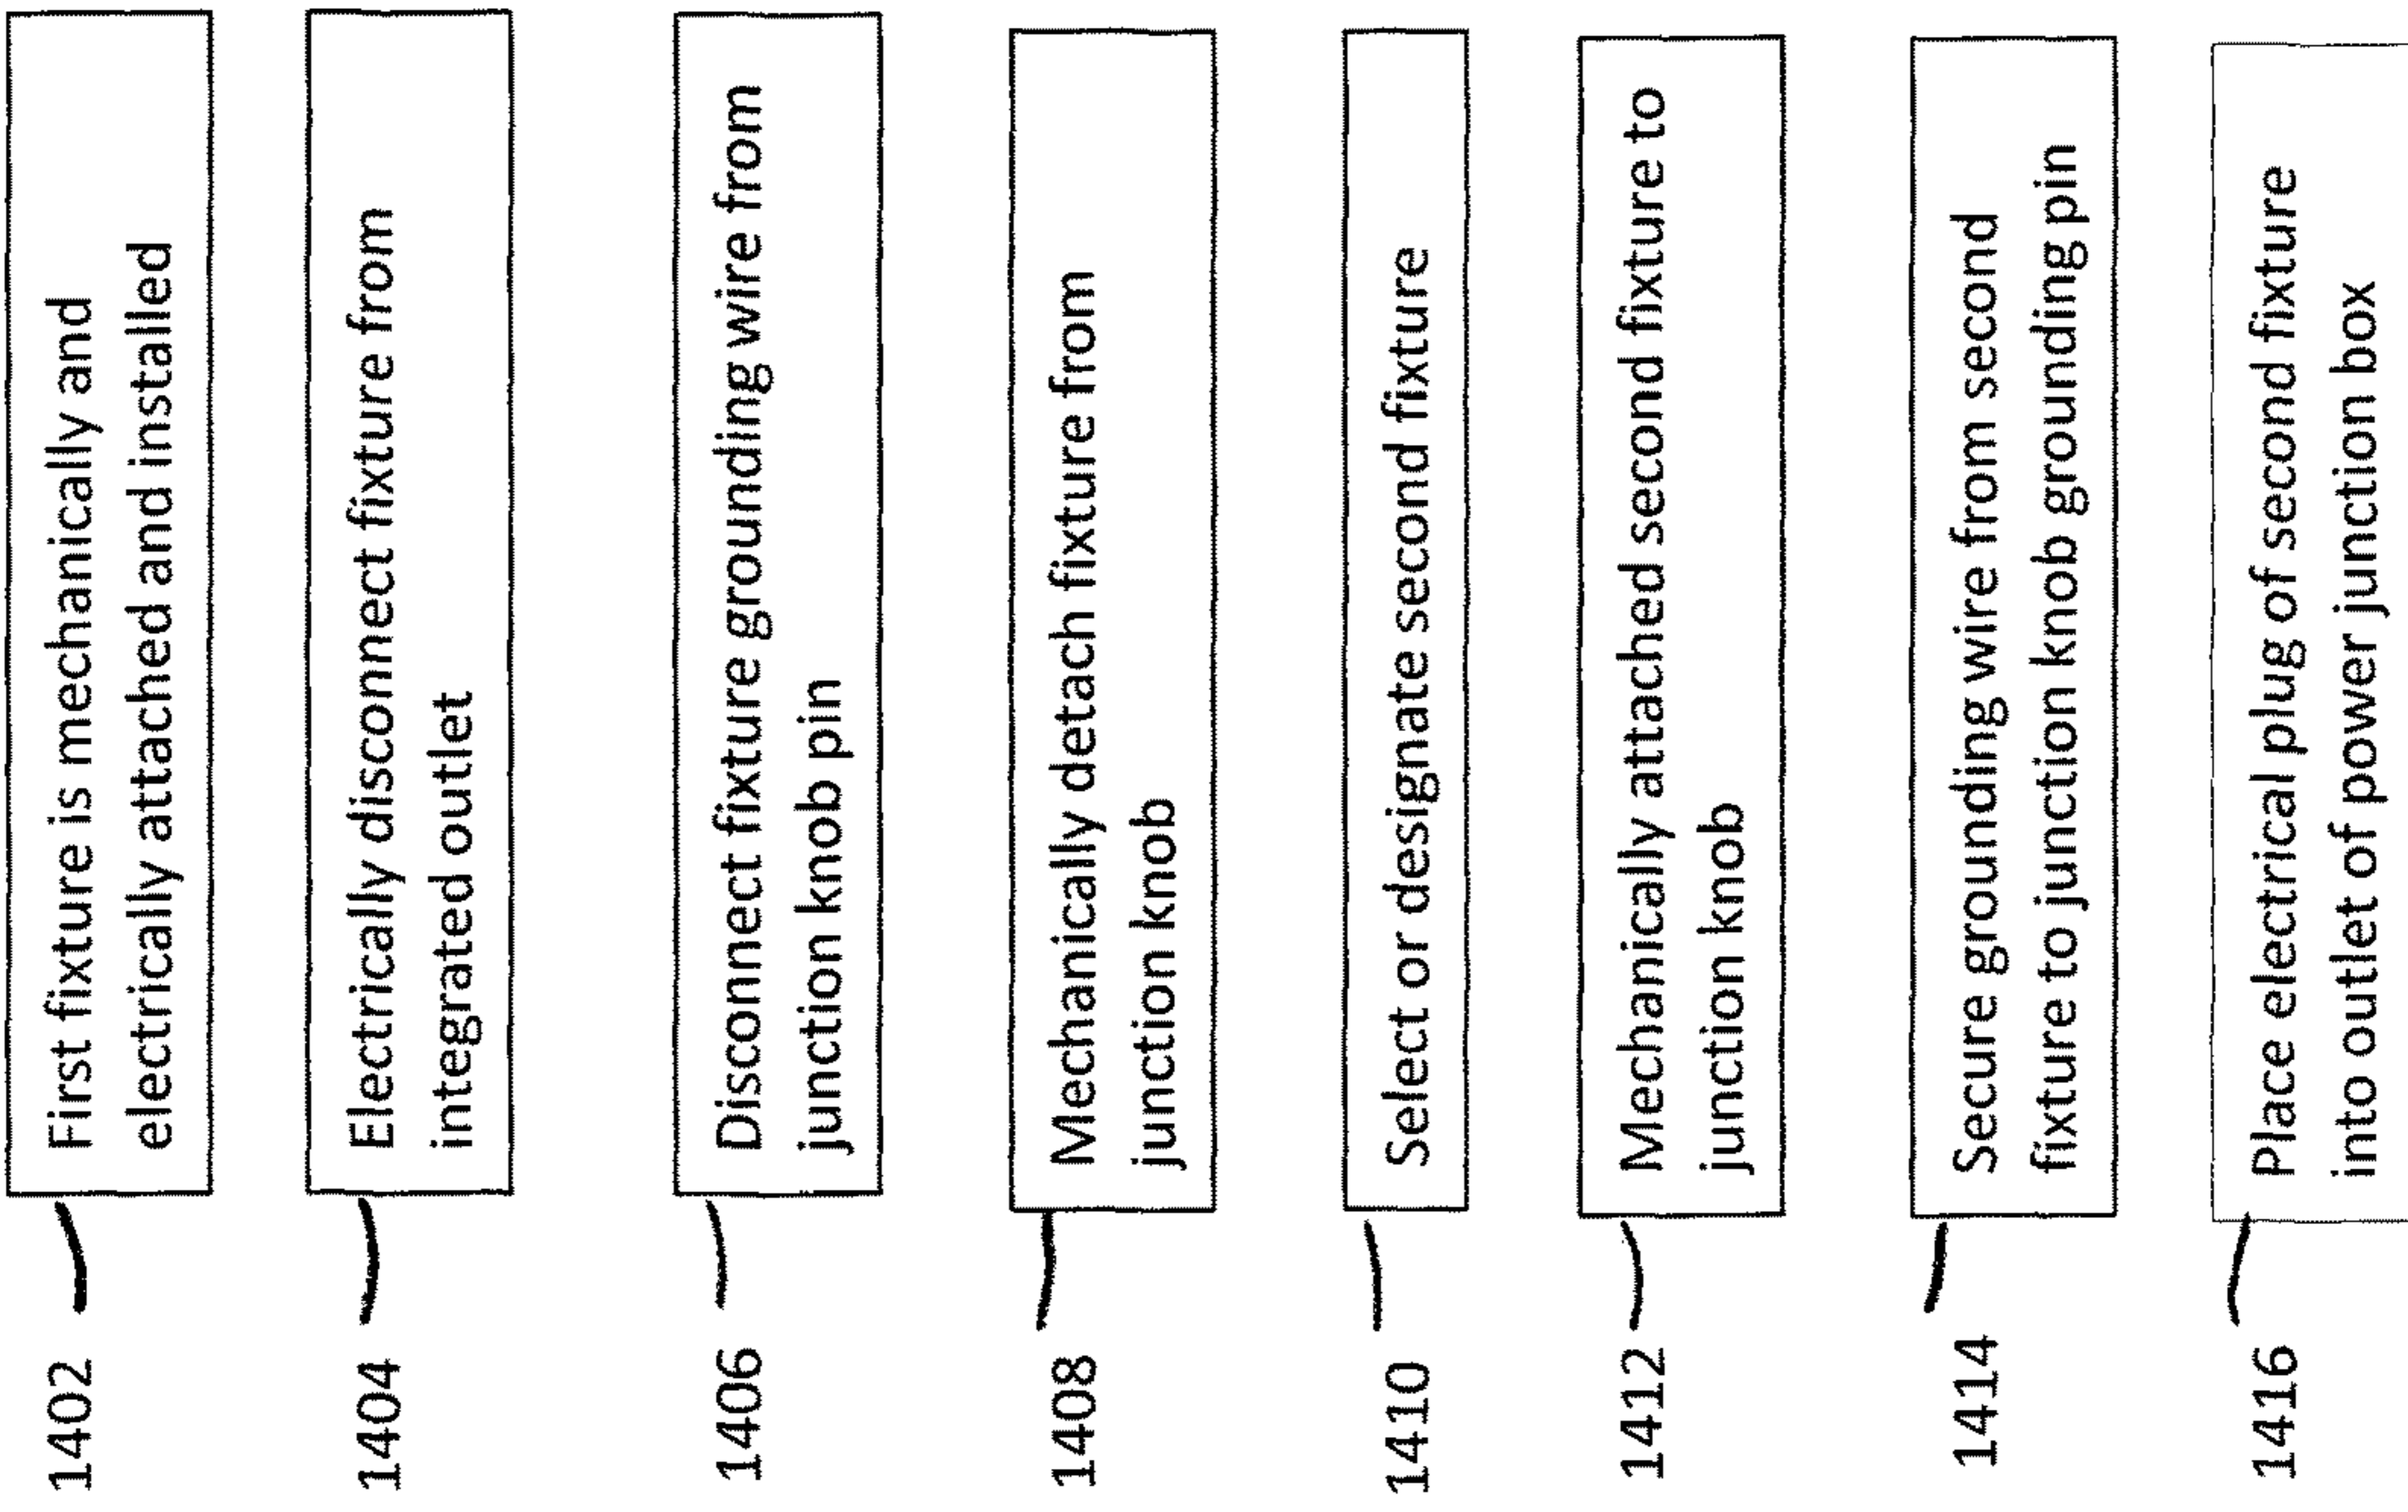 1402
First fixture is mechanically and
electrically attached and installed
1404
Electrically disconnect fixture from
integrated outlet
1406
Disconnect fixture grounding wire from
junction knob pin
1408
Mechanically detach fixture from
junction knob
1410
Select or designate second fixture
1412
Mechanically attached second fixture to
junction knob
1414
Secure grounding wire from second
fixture to junction knob grounding pin
1416
Place electrical plug of second fixture
into outlet of power junction box